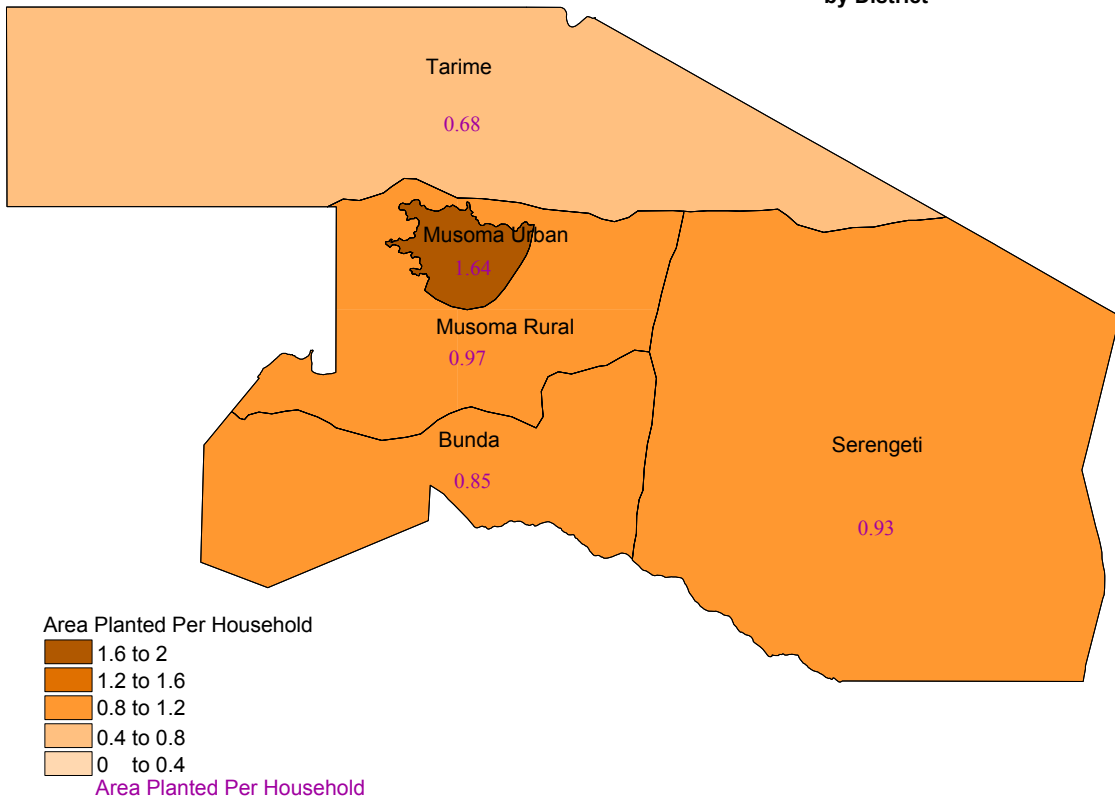 by District
Tarime
0.68
Musoma Urban
1.64
Musoma Rural
0.97
Bunda
0.85
Serengeti
0.93
Area Planted Per Household
1.6 to 2
1.2 to 1.6
0.8 to 1.2
0.4 to 0.8
0 to 0.4
Area Planted Per Household